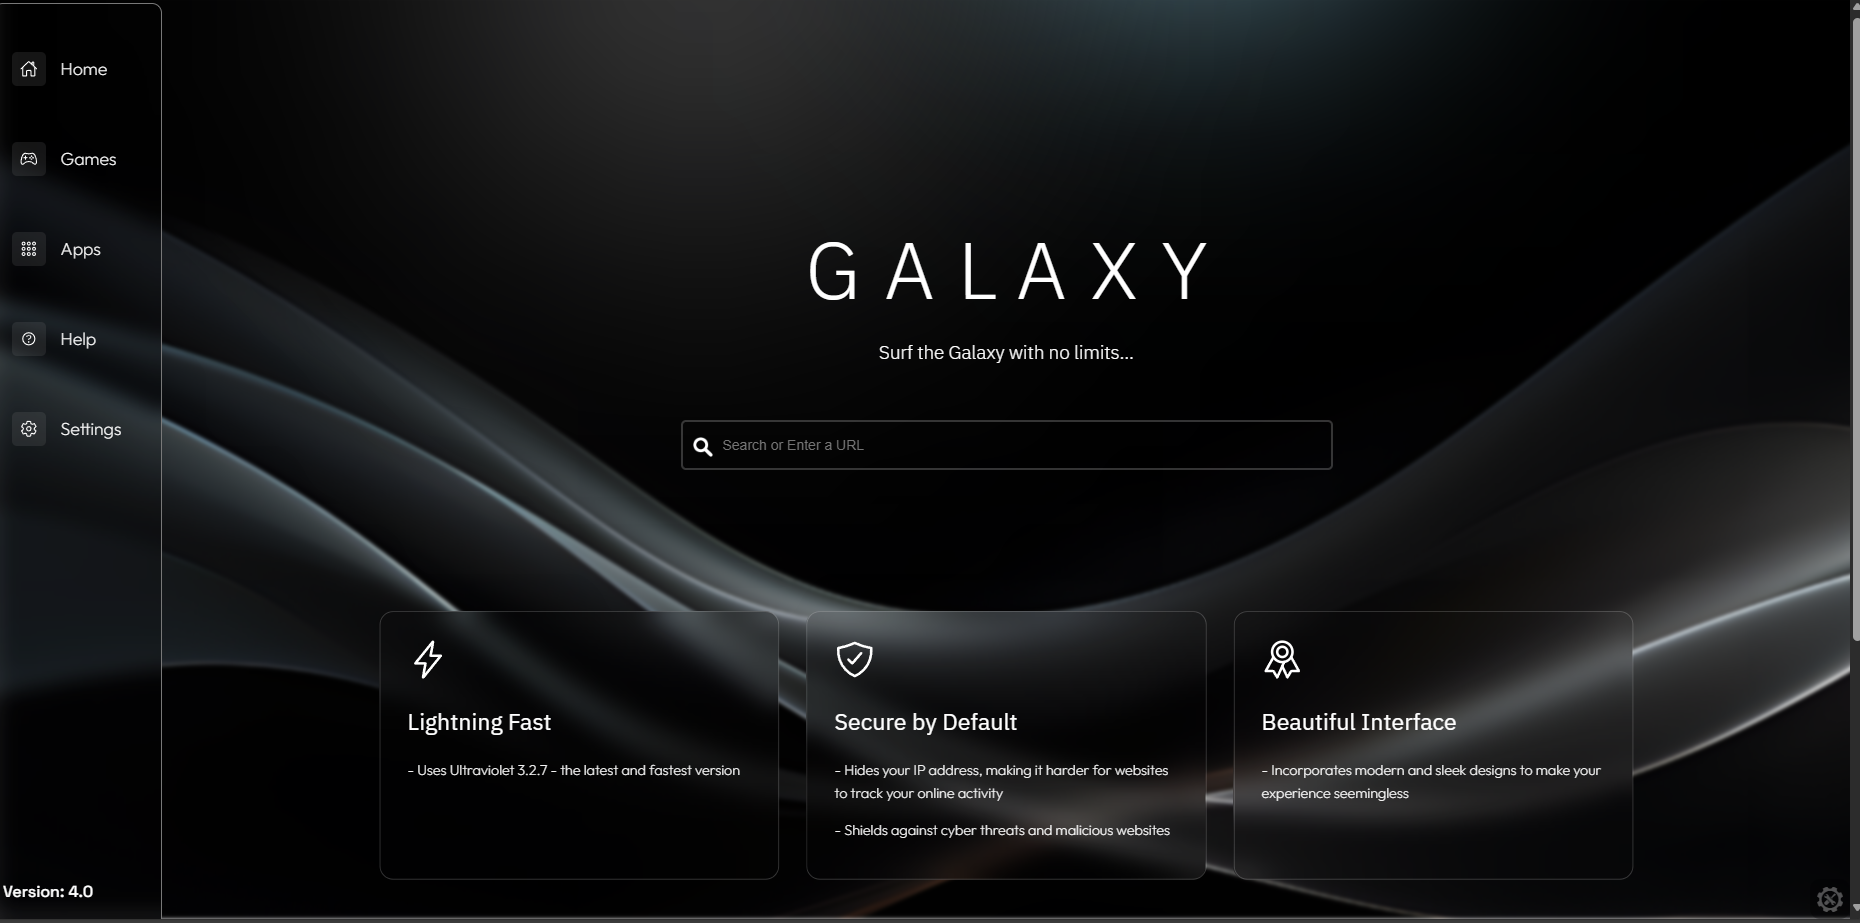 Home
Games
Apps
Help
Settings
Version: 4.0
GALAXY
Surf the Galaxy with no limits...
Search or Enter a URL
Lightning Fast
- Uses Ultraviolet 3.2.7 - the latest and fastest version
Secure by Default
- Hides your IP address, making it harder for websites
to track your online activity
- Shields against cyber threats and malicious websites
Beautiful Interface
- Incorporates modern and sleek designs to make your
experience seemingless